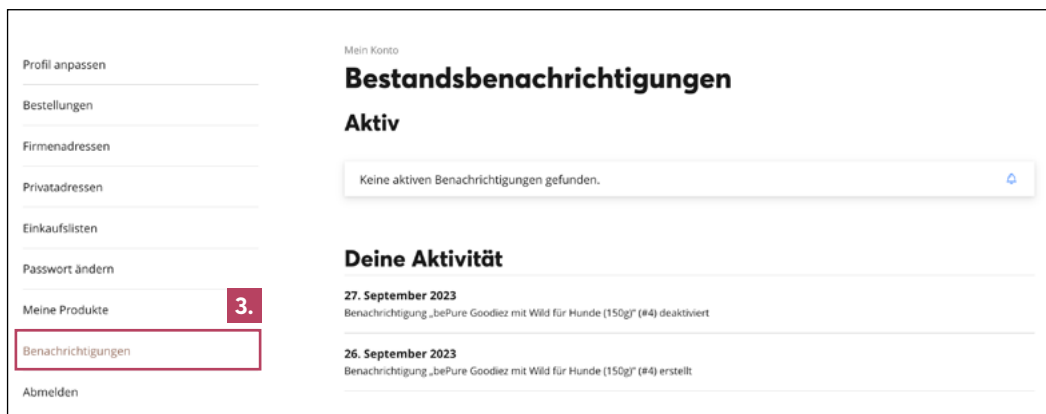 Profil anpassen
Bestellungen
Firmenadressen
Privatadressen
Einkaufslisten
Passwort ändern
Meine Produkte
3.
Benachrichtigungen
Abmelden
Mein Konto
Bestandsbenachrichtigungen
Aktiv
Keine aktiven Benachrichtigungen gefunden.
Deine Aktivität
27. September 2023
Benachrichtigung „bePure Goodiez mit Wild für Hunde (150g)" (#4) deaktiviert
26. September 2023
Benachrichtigung „bePure Goodiez mit Wild für Hunde (150g)" (#4) erstellt